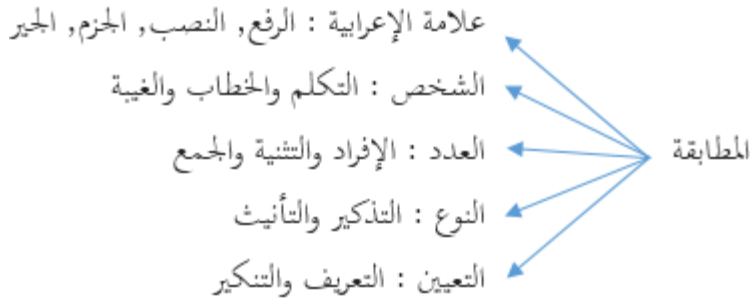 علامة الإعرابية : الرفع, النصب, الجزم, الجير
الشخص : التكلم والخطاب والغيبة
المطابقة
العدد : الإفراد والتثنية والجمع
النوع : التذكير والتأنيث
التعيين : التعريف والتنكير